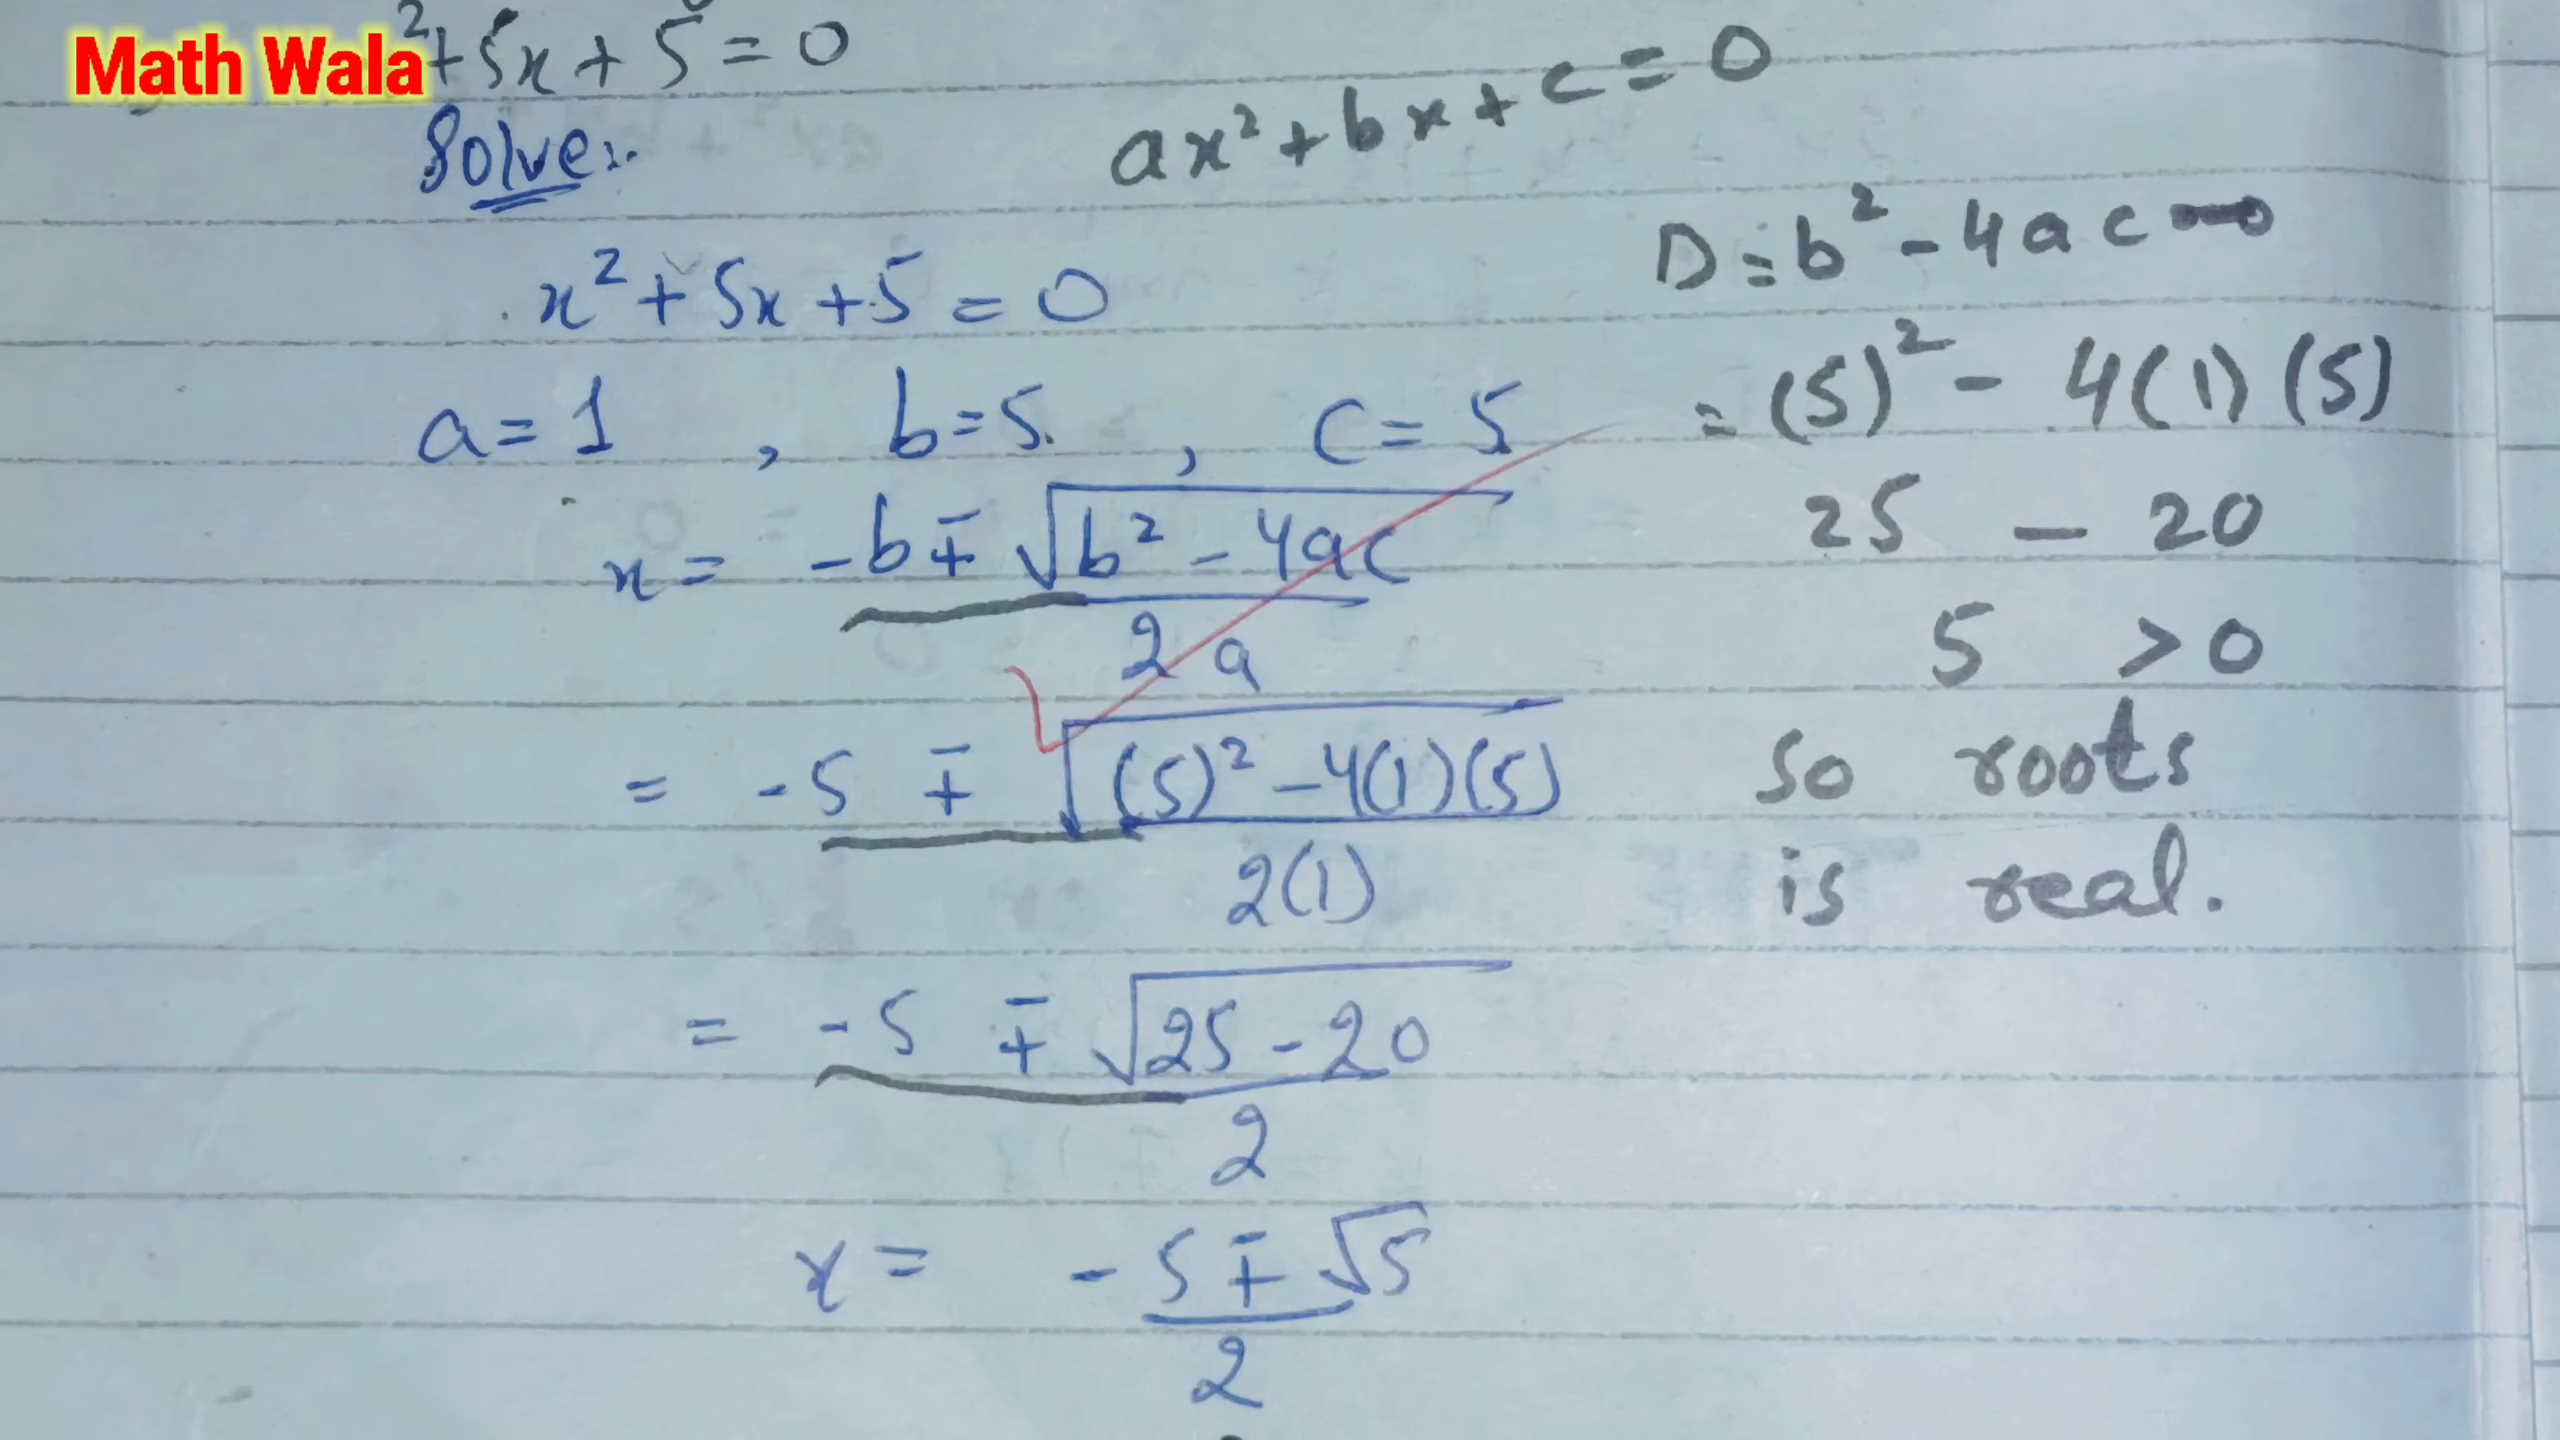 Math Wala
²+5x+5=0
Solve:.
x²+5x+5=0
a=1 , b=5. , c=5
x= -b∓√b²-4ac
2a
= -5 ∓ √(5)²-4(1)(5)
2(1)
= -5 ∓ √25-20
2
x= -5∓√5
2
ax²+bx+c=0
D=b²-4ac
=(5)²-4(1)(5)
25 - 20
5 >0
so roots
is real.